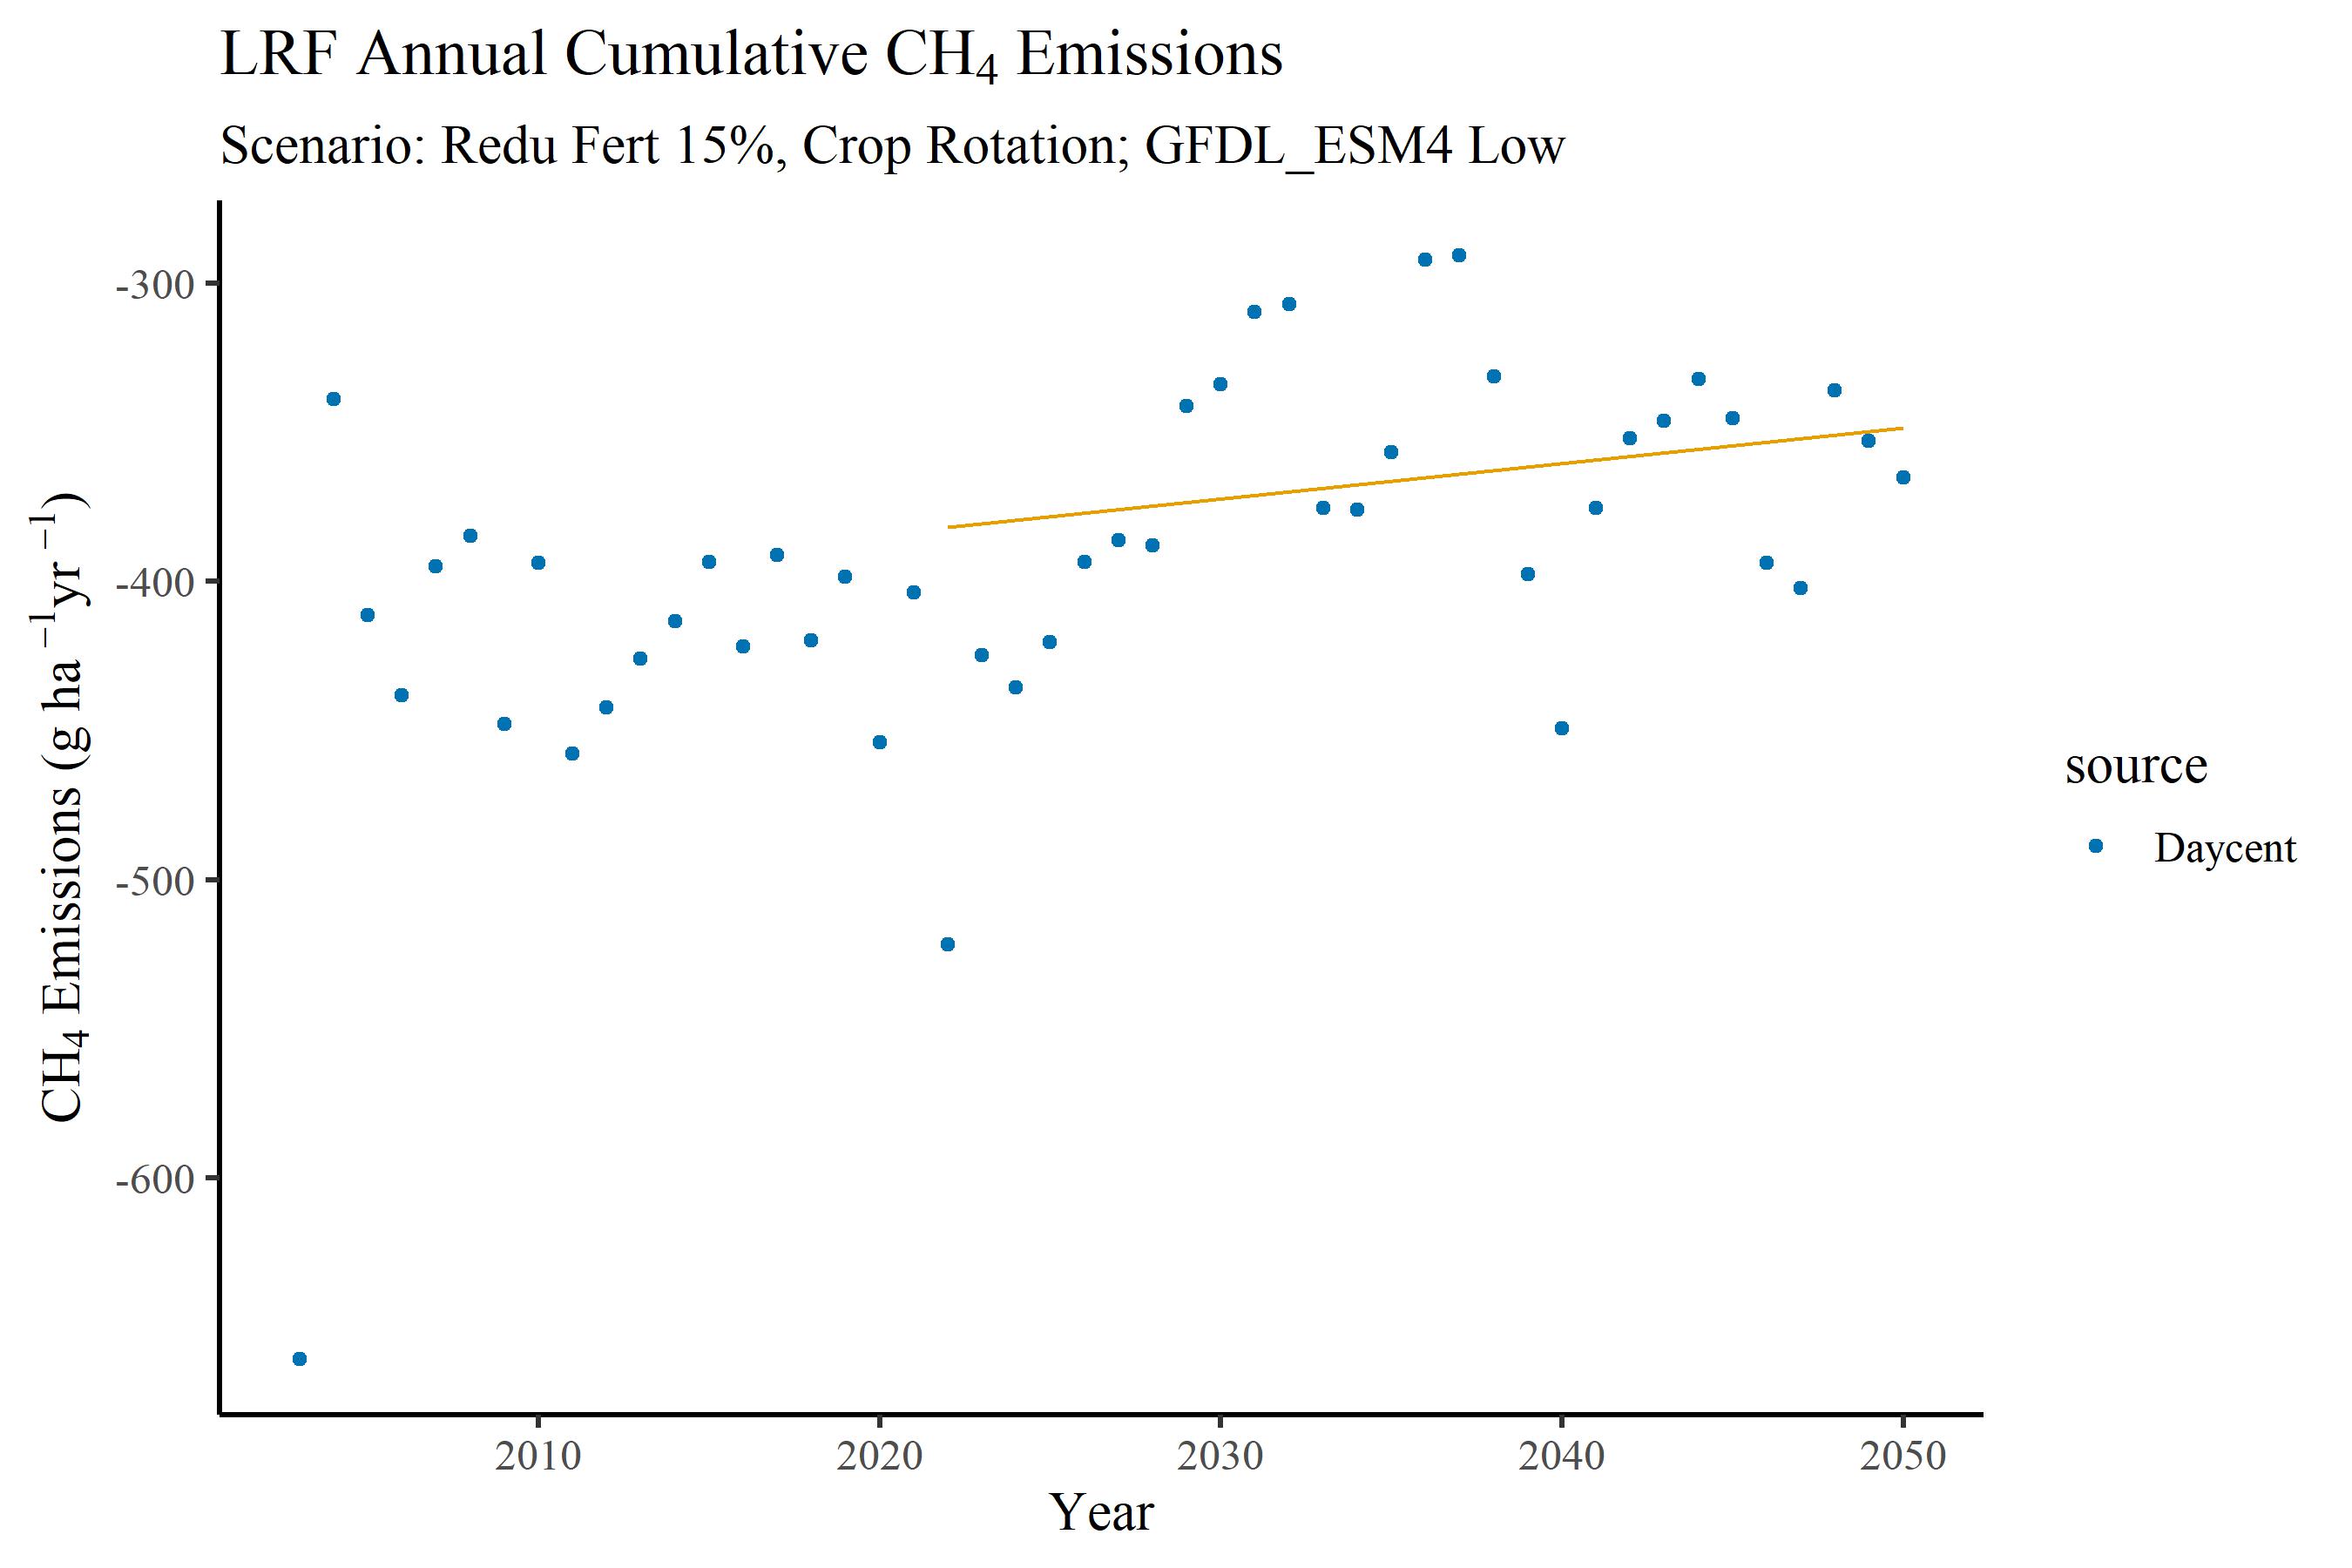 LRF Annual Cumulative CH₄ Emissions
Scenario: Redu Fert 15%, Crop Rotation; GFDL_ESM4 Low
CH₄ Emissions (g ha ⁻¹yr ⁻¹)
-300
-400
-500
-600
source
Daycent
2010 2020 2030 2040 2050
Year